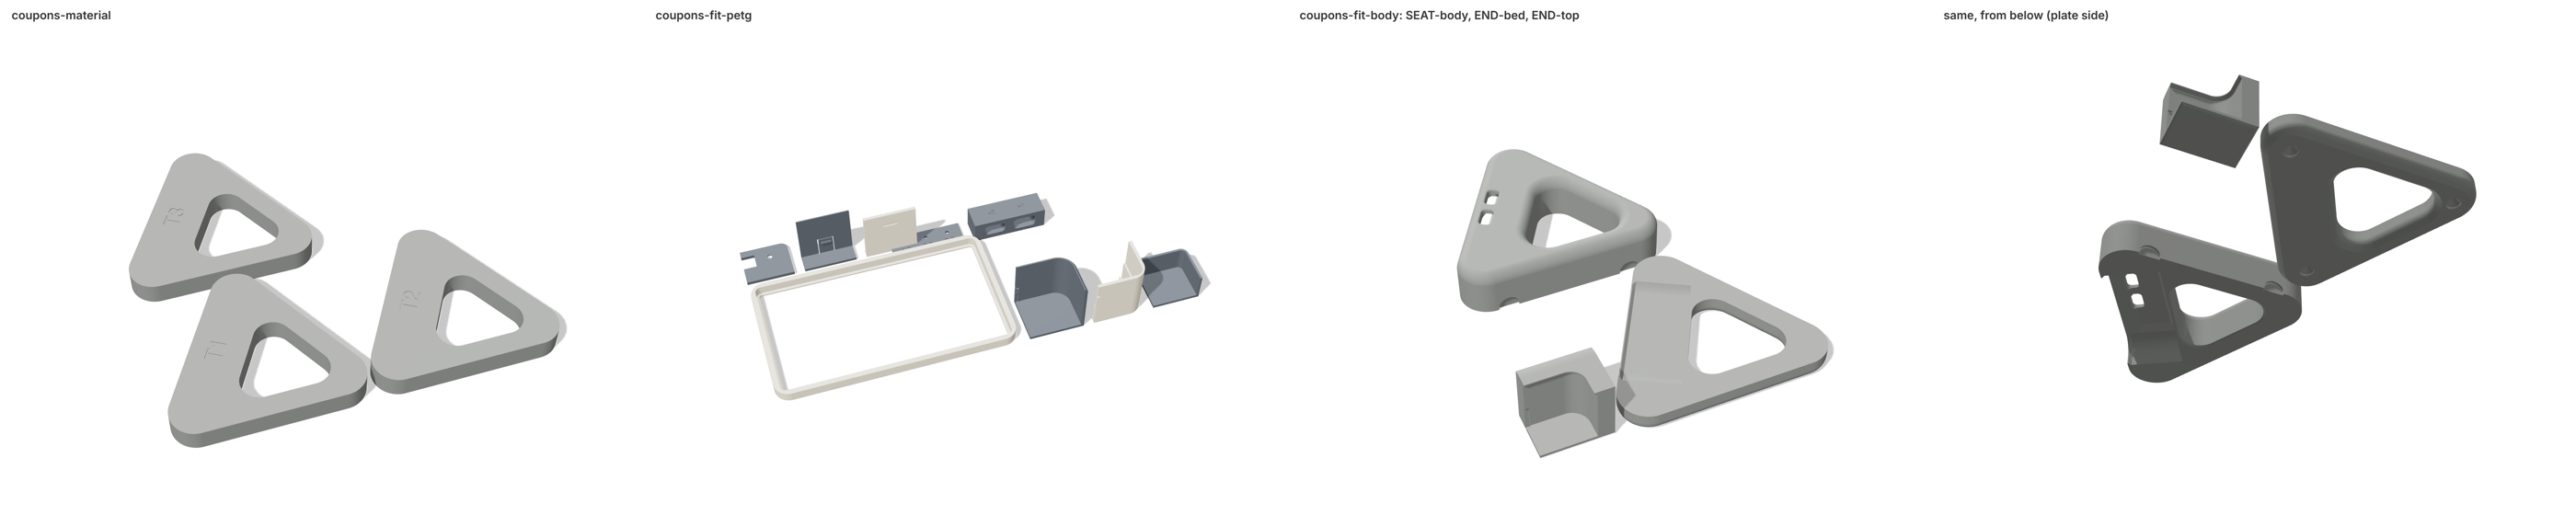 coupons-material
coupons-fit-petg
coupons-fit-body: SEAT-body, END-bed, END-top
same, from below (plate side)
T3
T2
T1